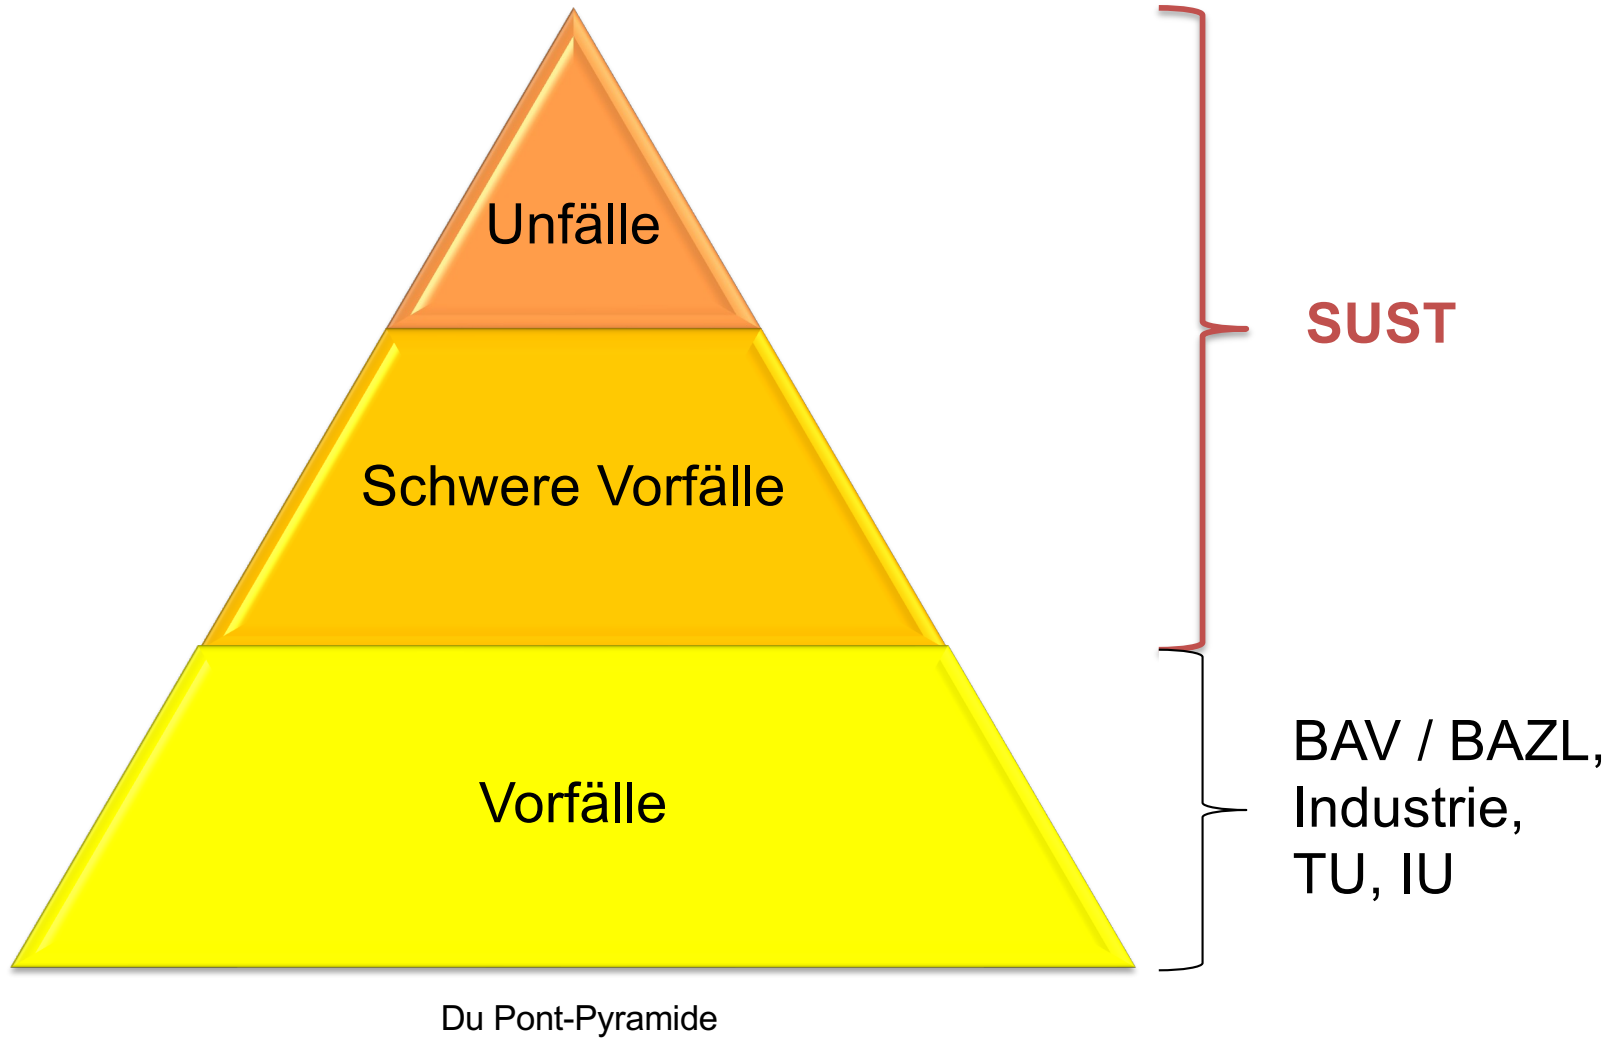 Unfälle
SUST
Schwere Vorfälle
BAV / BAZL,
Industrie,
TU, IU
Vorfälle
Du Pont-Pyramide